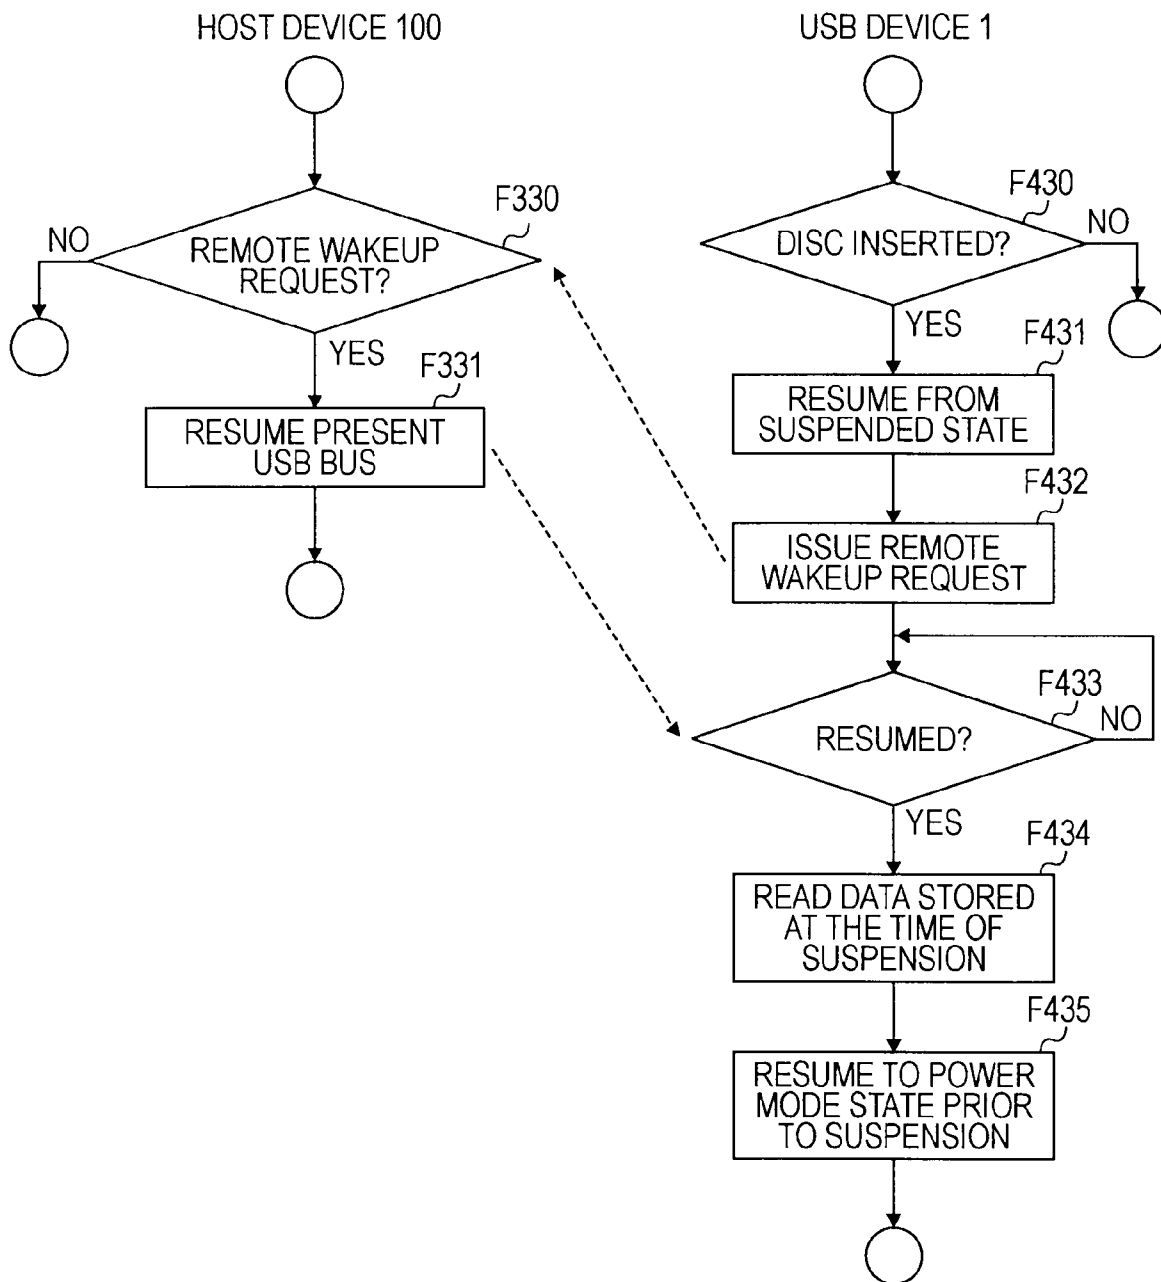 HOST DEVICE 100
F330
NO
REMOTE WAKEUP
REQUEST?
YES
F331
RESUME PRESENT
USB BUS
USB DEVICE 1
F430
NO
DISC INSERTED?
YES
F431
RESUME FROM
SUSPENDED STATE
F432
ISSUE REMOTE
WAKEUP REQUEST
F433
NO
RESUMED?
YES
F434
READ DATA STORED
AT THE TIME OF
SUSPENSION
F435
RESUME TO POWER
MODE STATE PRIOR
TO SUSPENSION